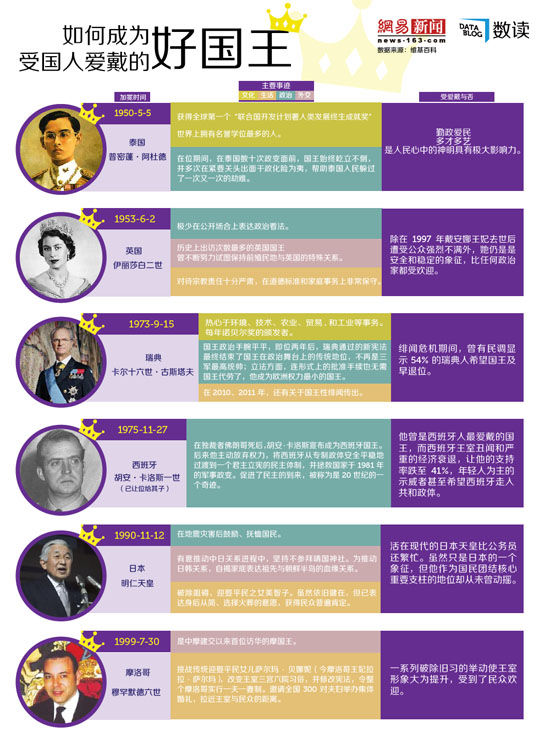 如何成为
受国人爱戴的
好国王
網易新闻
news·163·com
数据来源：维基百科
DATA
BLOG
数读
加冕时间
主要事迹
文化 生活 政治 外交
受爱戴与否
1950-5-5
泰国
普密蓬·阿杜德
获得全球第一个“联合国开发计划署人类发展终生成就奖”
世界上拥有名誉学位最多的人。
在位期间，在泰国数十次政变面前，国王始终屹立不倒，
并多次在紧要关头出面干政化险为夷，帮助泰国人民躲过
了一次又一次的劫难。
勤政爱民
多才多艺
是人民心中的神明具有极大影响力。
1953-6-2
英国
伊丽莎白二世
极少在公开场合上表达政治看法。
历史上出访次数最多的英国国王
曾不断努力试图保持前殖民地与英国的特殊关系。
对待宗教责任十分严肃，在道德标准和家庭事务上非常保守。
除在 1997 年戴安娜王妃去世后
遭受公众强烈不满外，她仍是是
安全和稳定的象征，比任何政治
家都受欢迎。
1973-9-15
瑞典
卡尔十六世·古斯塔夫
热心于环境、技术、农业、贸易、和工业等事务。
每年诺贝尔奖的颁发者。
国王政治手腕平平，即位两年后，瑞典通过的新宪法
最终结束了国王在政治舞台上的传统地位，不再是三
军最高统帅；立法方面，连形式上的批准手续也无需
国王代劳了，他成为欧洲权力最小的国王。
在 2010、2011 年，还有关于国王性绯闻传出。
绯闻危机期间，曾有民调显
示 54% 的瑞典人希望国王及
早退位。
1975-11-27
西班牙
胡安·卡洛斯一世
（已让位给其子）
在独裁者佛朗哥死后，胡安·卡洛斯宣布成为西班牙国王。
后来他主动放弃权力，将西班牙从专制政体安全平稳地
过渡到一个君主立宪的民主体制，并拯救国家于 1981 年
的军事政变。促进了民主的到来，被称为是 20 世纪的一
个奇迹。
他曾是西班牙人最爱戴的国
王，而西班牙王室丑闻和严
重的经济衰退，让他的支持
率跌至 41%，年轻人为主的
示威者甚至希望西班牙走入
共和政体。
1990-11-12
日本
明仁天皇
在地震灾害后鼓励、抚恤国民。
有意推动中日关系进程中，坚持不参拜靖国神社。为推动
日韩关系，自揭家底表达祖先与朝鲜半岛的血缘关系。
破除阻碍，迎娶平民之女美智子。虽然依旧健在，但已表
达身后从简、选择火葬的意愿，获得民众普遍肯定。
活在现代的日本天皇比公务员
还繁忙。虽然只是日本的一个
象征，但他作为国民团结核心
重要支柱的地位却从未曾动摇。
1999-7-30
摩洛哥
穆罕默德六世
是中摩建交以来首位访华的摩国王。
挑战传统迎娶平民女儿萨尔玛·贝娜妮（今摩洛哥王妃拉
拉·萨尔玛)，改变王室三宫六院习俗，并修改宪法，令整
个摩洛哥实行一夫一妻制。邀请全国 300 对夫妇举办集体
婚礼，拉近王室与民众的距离。
一系列破除旧习的举动使王室
形象大为提升，受到了民众欢
迎。